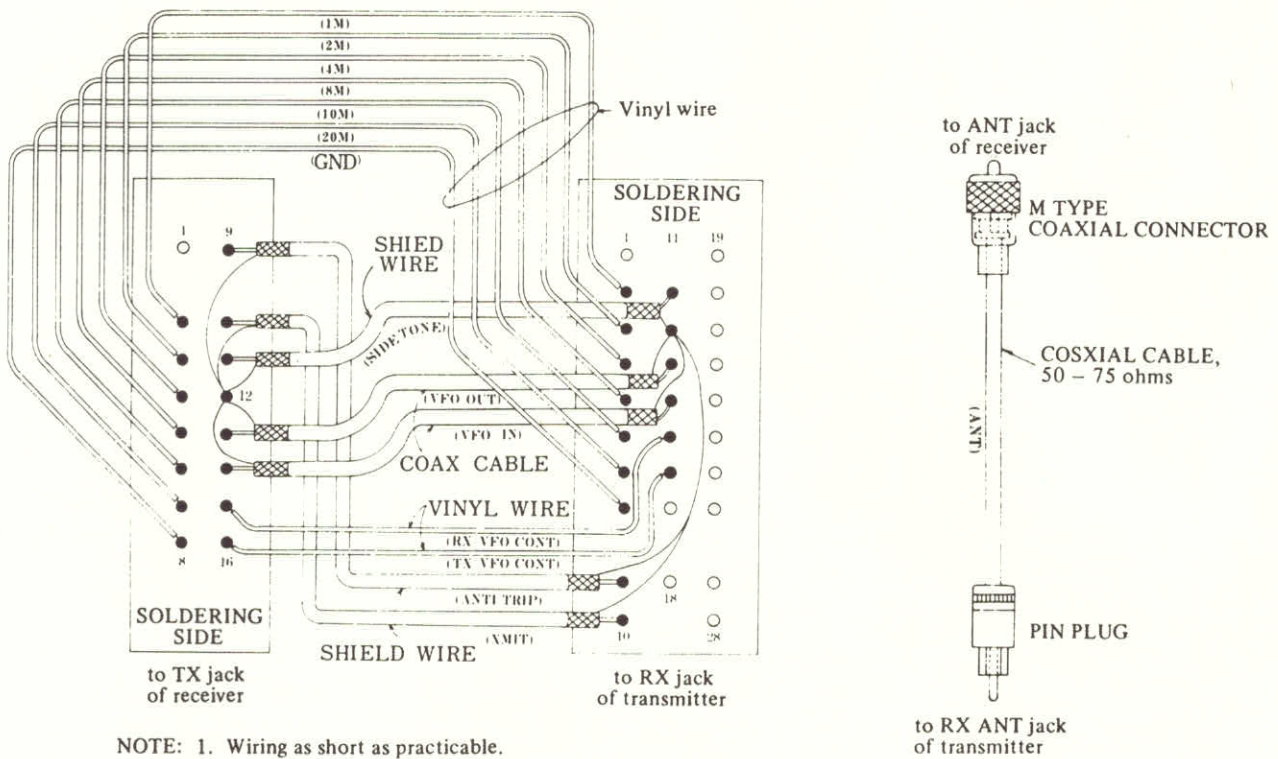 (1M)
(2M)
(4M)
(8M)
(10M)
(20M)
(GND)
Vinyl wire
SOLDERING
SIDE
1
9
12
8
16
SOLDERING
SIDE
to TX jack
of receiver
SHIED
WIRE
(SIDE TONE)
(VFO OUT)
(VFO IN)
COAX CABLE
VINYL WIRE
(RX VFO CONT)
(TX VFO CONT)
(ANTI TRIP)
(XMIT)
SHIELD WIRE
1
11
19
18
10
28
to RX jack
of transmitter
to ANT jack
of receiver
M TYPE
COAXIAL CONNECTOR
COSXIAL CABLE,
50 – 75 ohms
(ANT)
PIN PLUG
to RX ANT jack
of transmitter
NOTE: 1. Wiring as short as practicable.